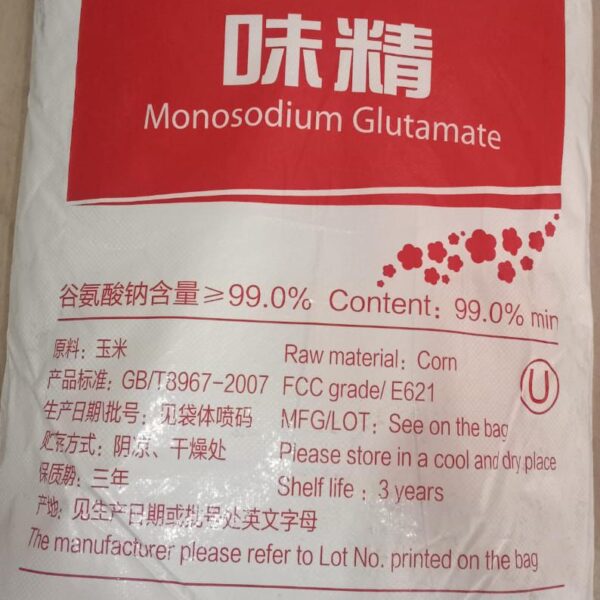 味精
Monosodium Glutamate
谷氨酸钠含量≥99.0% Content: 99.0% min
原料: 玉米 Raw material: Corn
产品标准: GB/T8967-2007 FCC grade/ E621
U
生产日期\批号: 见袋体喷码 MFG/LOT: See on the bag
贮存方式: 阴凉、干燥处 Please store in a cool and dry place
保质期: 三年 Shelf life : 3 years
产地: 见生产日期或批号处英文字母
The manufacturer please refer to Lot No. printed on the bag